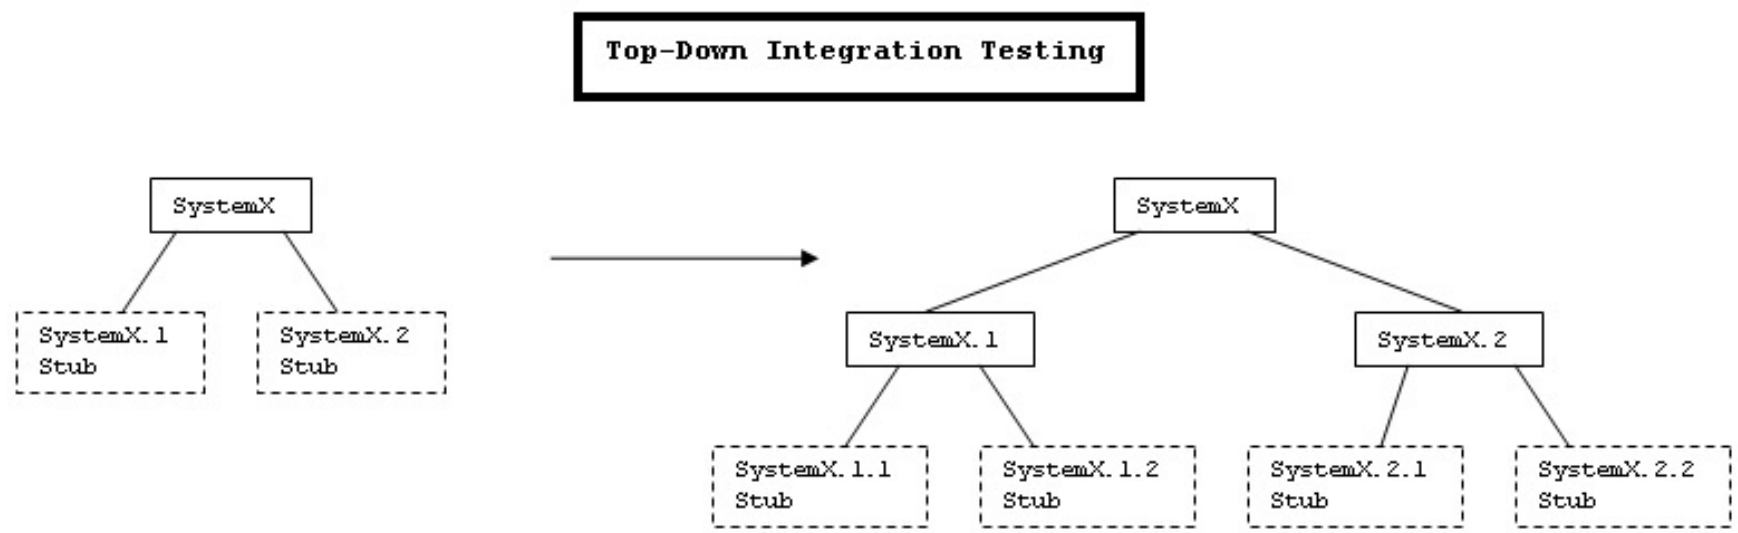 Top-Down Integration Testing
SystemX
SystemX.1
Stub
SystemX.2
Stub
SystemX
SystemX.1
SystemX.2
SystemX.1.1
Stub
SystemX.1.2
Stub
SystemX.2.1
Stub
SystemX.2.2
Stub